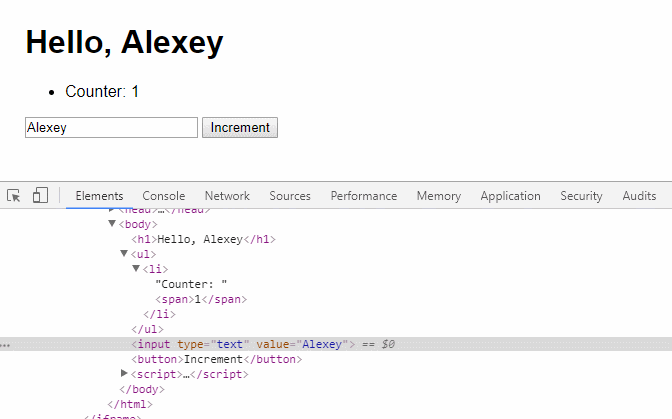 Hello, Alexey
• Counter: 1
Alexey Increment
Elements Console Network Sources Performance Memory Application Security Audits
<head>…</head>
<body>
<h1>Hello, Alexey</h1>
<ul>
<li>
"Counter: "
<span>1</span>
</li>
</ul>
... <input type="text" value="Alexey"> == $0
<button>Increment</button>
<script>…</script>
</body>
</html>
</iframe>